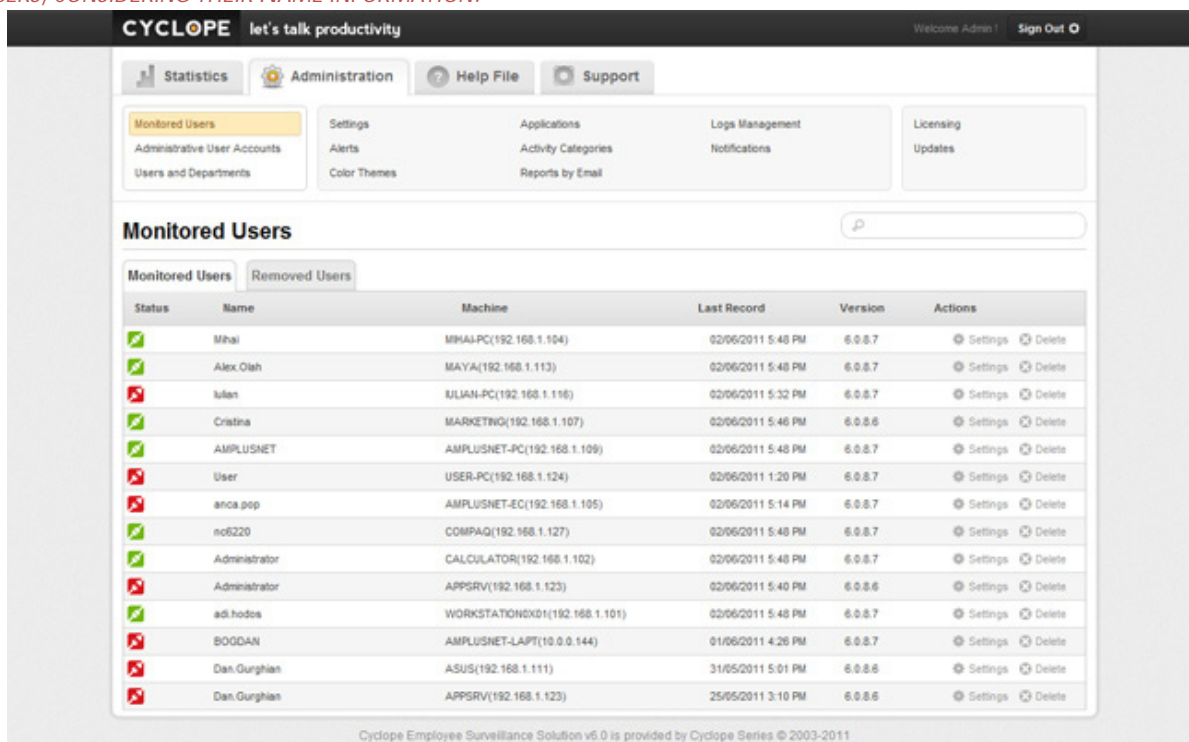 USERS, CONSIDERING THEIR NAME INFORMATION.
CYCLOPE let's talk productivity Welcome Admin! Sign Out
Statistics Administration Help File Support
Monitored Users Settings Applications Logs Management Licensing
Administrative User Accounts Alerts Activity Categories Notifications Updates
Users and Departments Color Themes Reports by Email
Monitored Users
Monitored Users Removed Users
Status Name Machine Last Record Version Actions
Mihai MIHAI-PC(192.168.1.104) 02/06/2011 5:48 PM 6.0.8.7 Settings Delete
Alex.Olah MAYA(192.168.1.113) 02/06/2011 5:48 PM 6.0.8.7 Settings Delete
Iulian IULIAN-PC(192.168.1.116) 02/06/2011 5:32 PM 6.0.8.7 Settings Delete
Cristina MARKETING(192.168.1.107) 02/06/2011 5:46 PM 6.0.8.6 Settings Delete
AMPLUSNET AMPLUSNET-PC(192.168.1.109) 02/06/2011 5:48 PM 6.0.8.7 Settings Delete
User USER-PC(192.168.1.124) 02/06/2011 1:20 PM 6.0.8.7 Settings Delete
anca.pop AMPLUSNET-EC(192.168.1.105) 02/06/2011 5:14 PM 6.0.8.7 Settings Delete
nc6220 COMPAQ(192.168.1.127) 02/06/2011 5:48 PM 6.0.8.7 Settings Delete
Administrator CALCULATOR(192.168.1.102) 02/06/2011 5:48 PM 6.0.8.7 Settings Delete
Administrator APPSRV(192.168.1.123) 02/06/2011 5:40 PM 6.0.8.6 Settings Delete
adi.hodos WORKSTATION0X01(192.168.1.101) 02/06/2011 5:48 PM 6.0.8.7 Settings Delete
BOGDAN AMPLUSNET-LAPT(10.0.0.144) 01/06/2011 4:26 PM 6.0.8.7 Settings Delete
Dan.Gurghian ASUS(192.168.1.111) 31/05/2011 5:01 PM 6.0.8.6 Settings Delete
Dan.Gurghian APPSRV(192.168.1.123) 25/05/2011 3:10 PM 6.0.8.6 Settings Delete
Cyclope Employee Surveillance Solution v6.0 is provided by Cyclope Series © 2003-2011